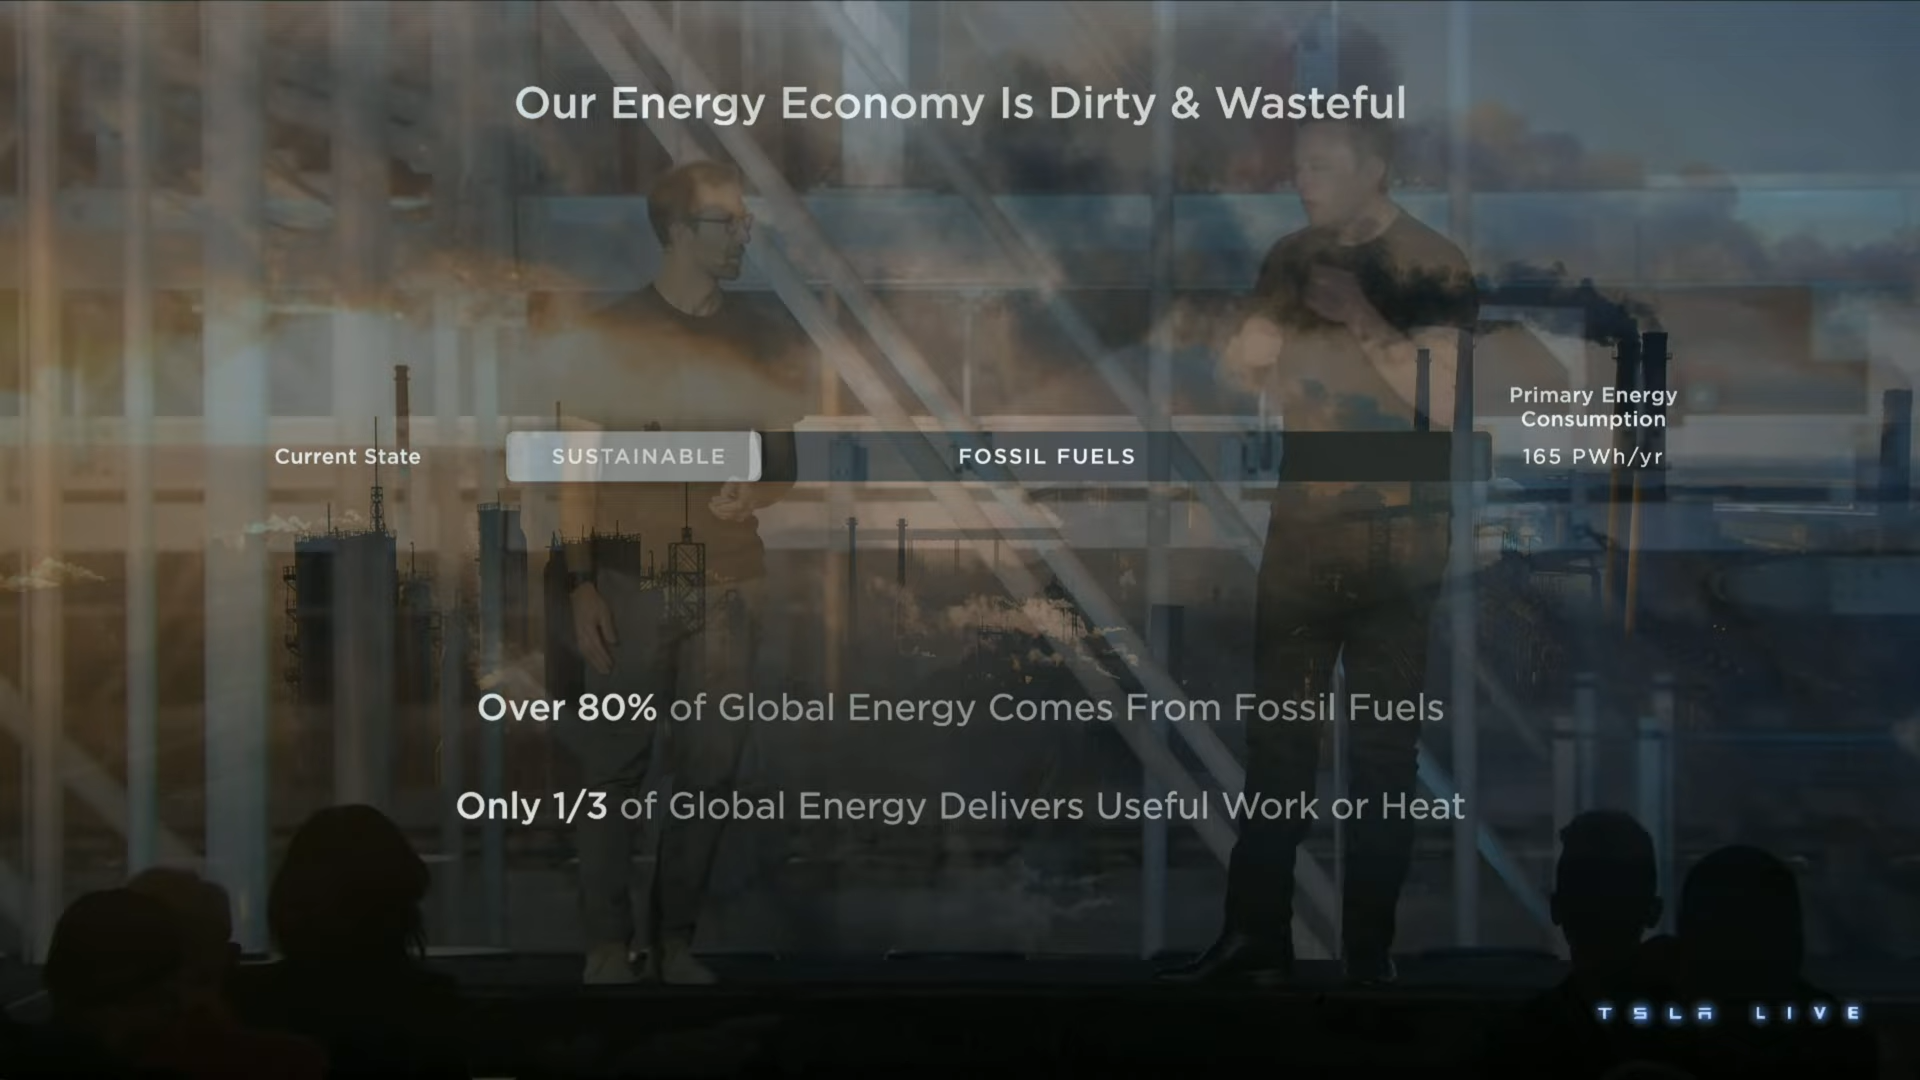 Our Energy Economy Is Dirty & Wasteful
Primary Energy
Consumption
Current State
SUSTAINABLE
FOSSIL FUELS
165 PWh/yr
Over 80% of Global Energy Comes From Fossil Fuels
Only 1/3 of Global Energy Delivers Useful Work or Heat
TSLA LIVE